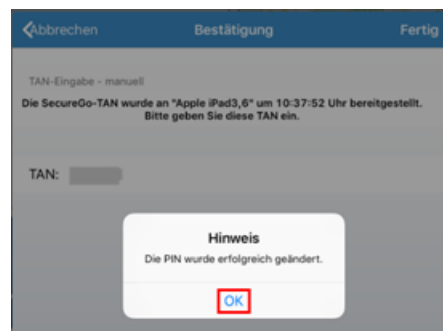 Abbrechen Bestätigung Fertig
TAN-Eingabe - manuell
Die SecureGo-TAN wurde an "Apple iPad3,6" um 10:37:52 Uhr bereitgestellt.
Bitte geben Sie diese TAN ein.
TAN:
Hinweis
Die PIN wurde erfolgreich geändert.
OK